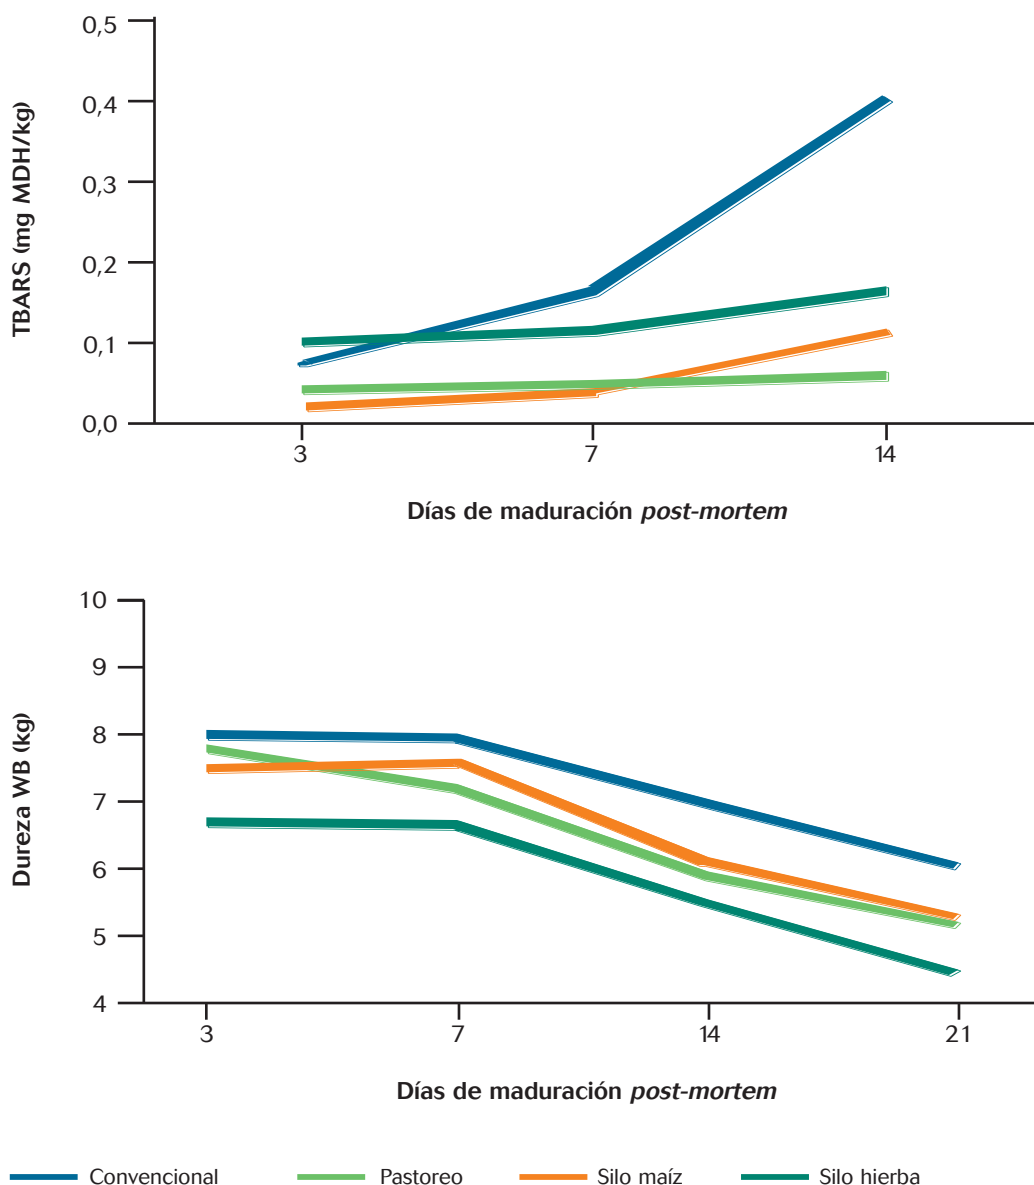 0,5
0,4
0,3
0,2
0,1
0,0
TBARS (mg MDH/kg)
3 7 14
Días de maduración post-mortem
10
9
8
7
6
5
4
Dureza WB (kg)
3 7 14 21
Días de maduración post-mortem
Convencional Pastoreo Silo maíz Silo hierba